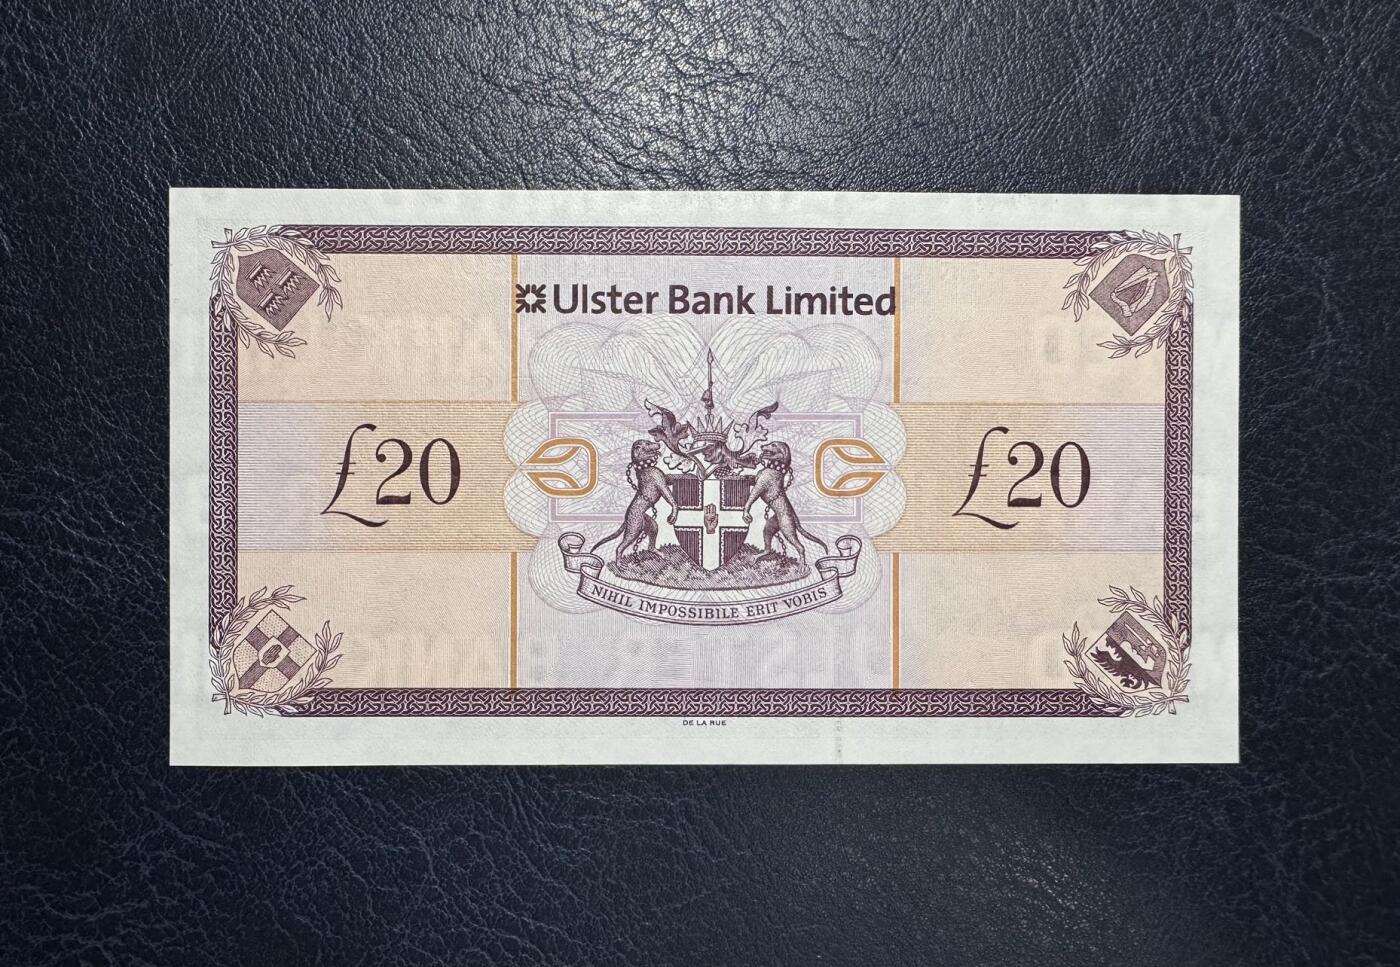 Ulster Bank Limited
£20
£20
NIHIL IMPOSSIBILE ERIT VOBIS
DE LA RUE